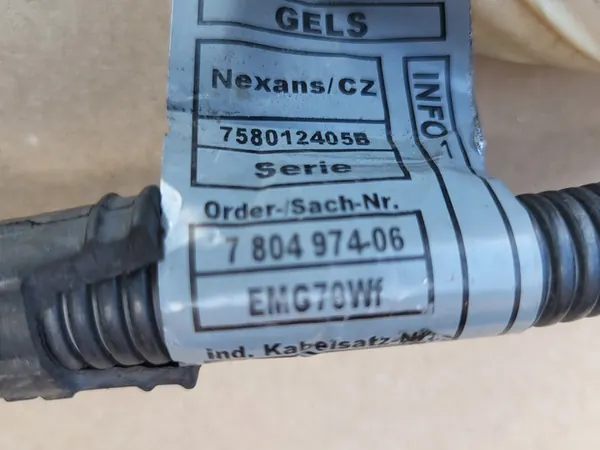 GELS
Nexans/CZ
758012405B
Serie
INFO
Order-/Sach-Nr.
7 804 974-06
EMG70Wf
ind. Kabelsatz-Nr.